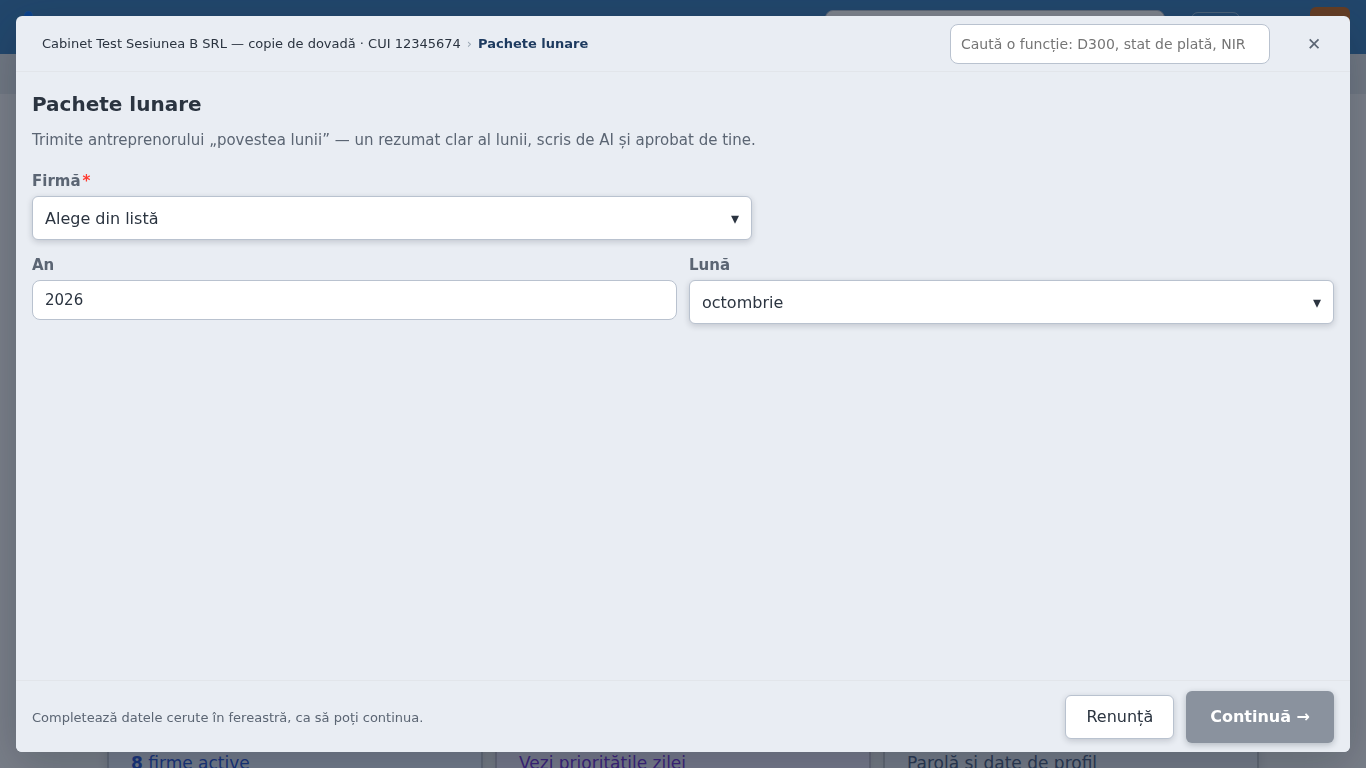 Cabinet Test Sesiunea B SRL — copie de dovadă · CUI 12345674 › Pachete lunare
Caută o funcție: D300, stat de plată, NIR
✕
Pachete lunare
Trimite antreprenorului „povestea lunii” — un rezumat clar al lunii, scris de AI și aprobat de tine.
Firmă*
Alege din listă ▾
An
Lună
2026
octombrie ▾
Completează datele cerute în fereastră, ca să poți continua.
Renunță
Continuă →
8 firme active
Vezi prioritățile zilei
Parolă și date de profil